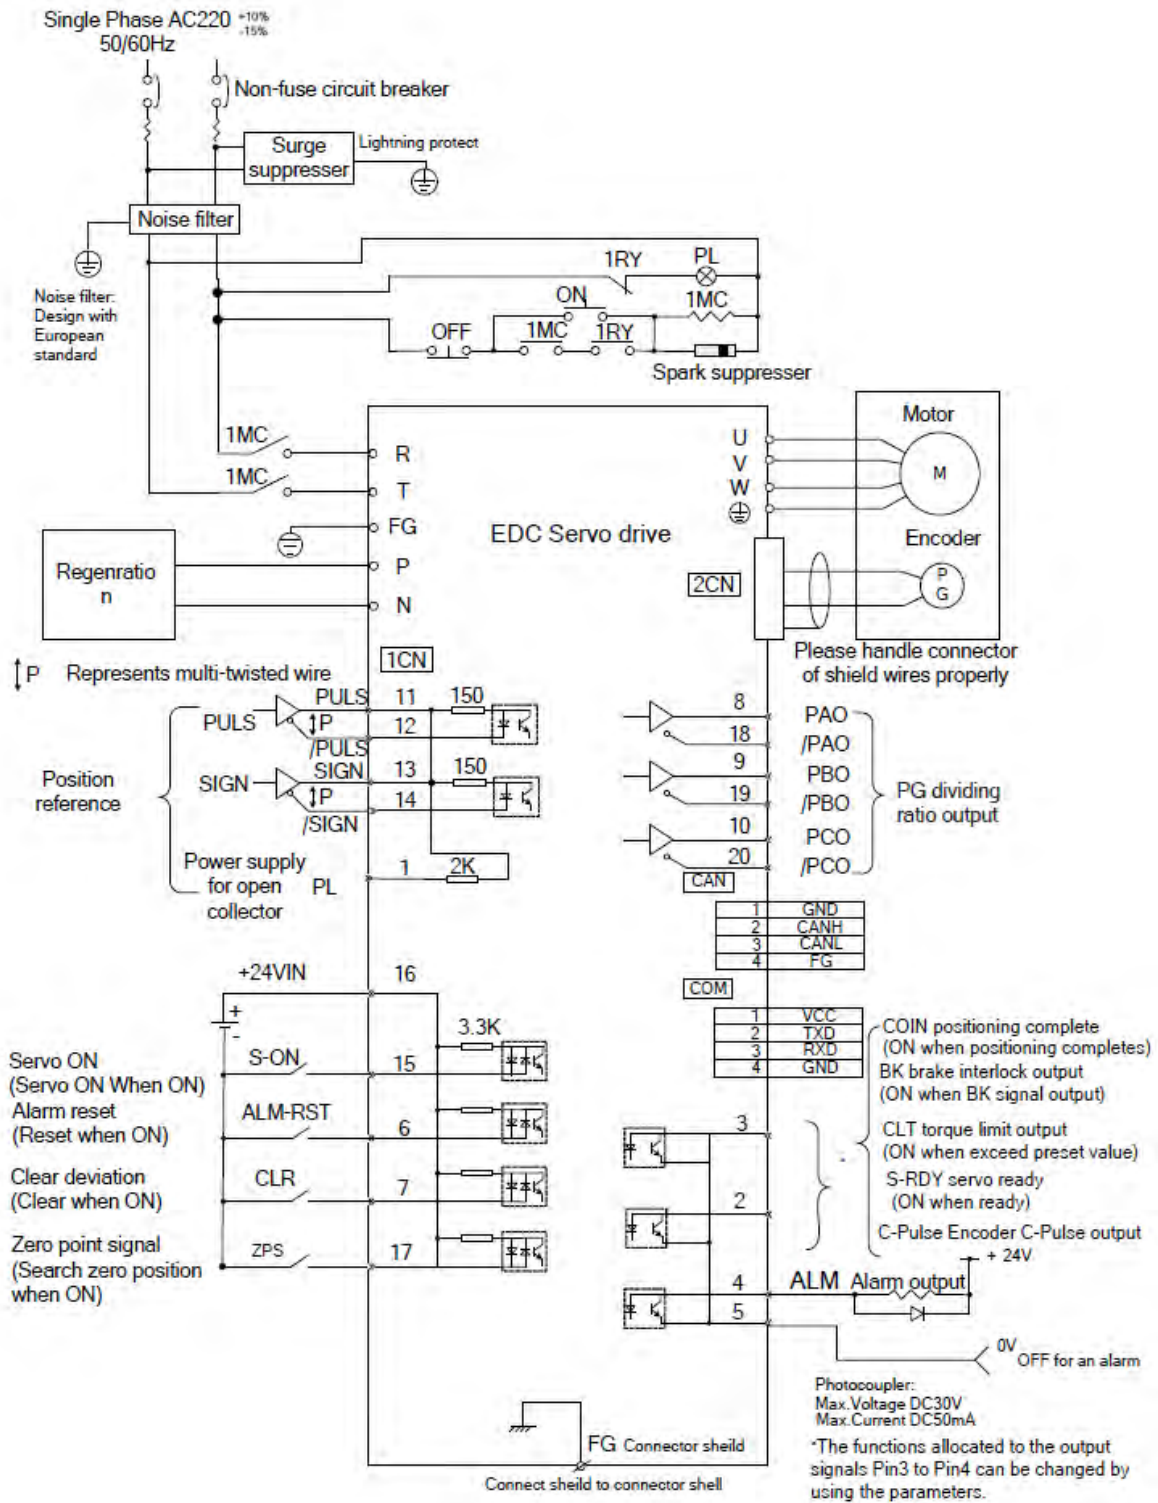 Single Phase AC220 +10% -15%
50/60Hz
Non-fuse circuit breaker
Surge suppresser
Lightning protect
Noise filter
Noise filter:
Design with
European
standard
1RY
PL
ON
1MC
OFF
1MC
1RY
Spark suppresser
1MC
R
1MC
T
FG
P
N
Regenratio
n
EDC Servo drive
U
V
W
Motor
M
Encoder
P
G
2CN
Please handle connector
of shield wires properly
1CN
P Represents multi-twisted wire
Position
reference
PULS
PULS
11
150
P
/PULS
12
SIGN
SIGN
13
150
P
/SIGN
14
Power supply
for open
collector
PL
1
2K
8
PAO
18
/PAO
9
PBO
19
/PBO
10
PCO
20
/PCO
PG dividing
ratio output
CAN
1 GND
2 CANH
3 CANL
4 FG
COM
1 VCC
2 TXD
3 RXD
4 GND
+24VIN
16
+
-
3.3K
Servo ON
(Servo ON When ON)
S-ON
15
Alarm reset
(Reset when ON)
ALM-RST
6
Clear deviation
(Clear when ON)
CLR
7
Zero point signal
(Search zero position
when ON)
ZPS
17
COIN positioning complete
(ON when positioning completes)
BK brake interlock output
(ON when BK signal output)
CLT torque limit output
(ON when exceed preset value)
S-RDY servo ready
(ON when ready)
C-Pulse Encoder C-Pulse output
3
2
4
5
+ 24V
ALM Alarm output
0V
OFF for an alarm
Photocoupler:
Max.Voltage DC30V
Max.Current DC50mA
*The functions allocated to the output
signals Pin3 to Pin4 can be changed by
using the parameters.
FG Connector sheild
Connect sheild to connector shell